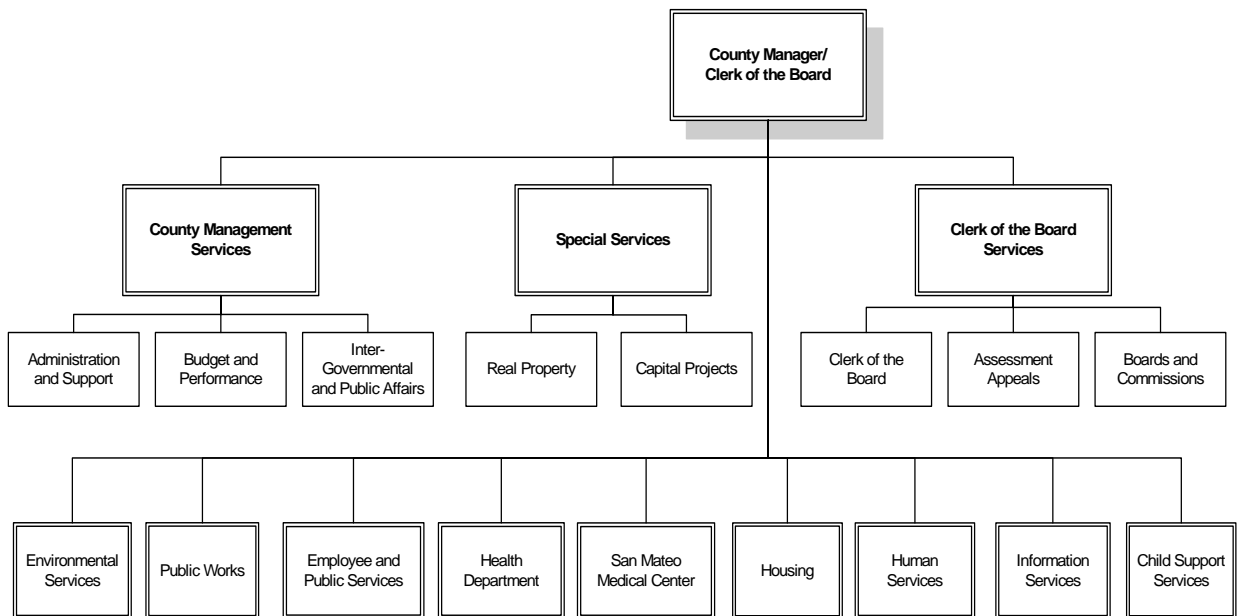 County Manager/
Clerk of the Board
County Management
Services
Special Services
Clerk of the Board
Services
Administration
and Support
Budget and
Performance
Inter-
Governmental
and Public Affairs
Real Property
Capital Projects
Clerk of the
Board
Assessment
Appeals
Boards and
Commissions
Environmental
Services
Public Works
Employee and
Public Services
Health
Department
San Mateo
Medical Center
Housing
Human
Services
Information
Services
Child Support
Services